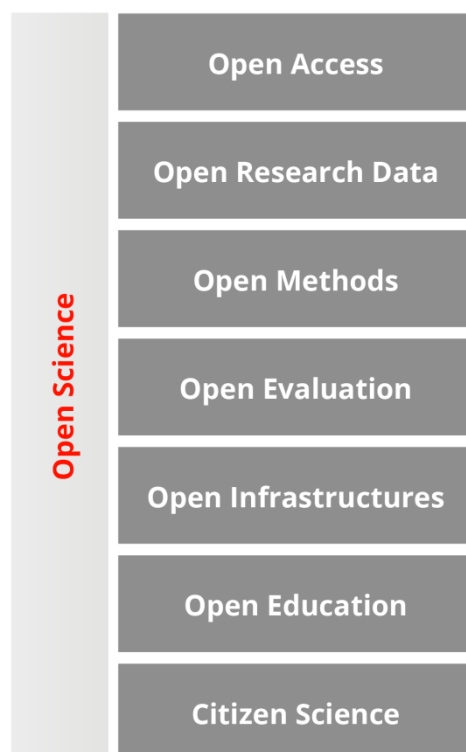 Open Science
Open Access
Open Research Data
Open Methods
Open Evaluation
Open Infrastructures
Open Education
Citizen Science